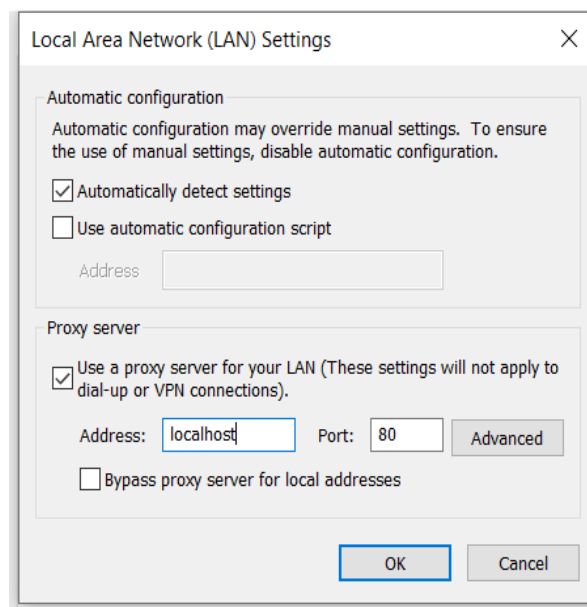 Local Area Network (LAN) Settings
Automatic configuration
Automatic configuration may override manual settings. To ensure
the use of manual settings, disable automatic configuration.
Automatically detect settings
Use automatic configuration script
Address
Proxy server
Use a proxy server for your LAN (These settings will not apply to
dial-up or VPN connections).
Address: localhost Port: 80 Advanced
Bypass proxy server for local addresses
OK Cancel